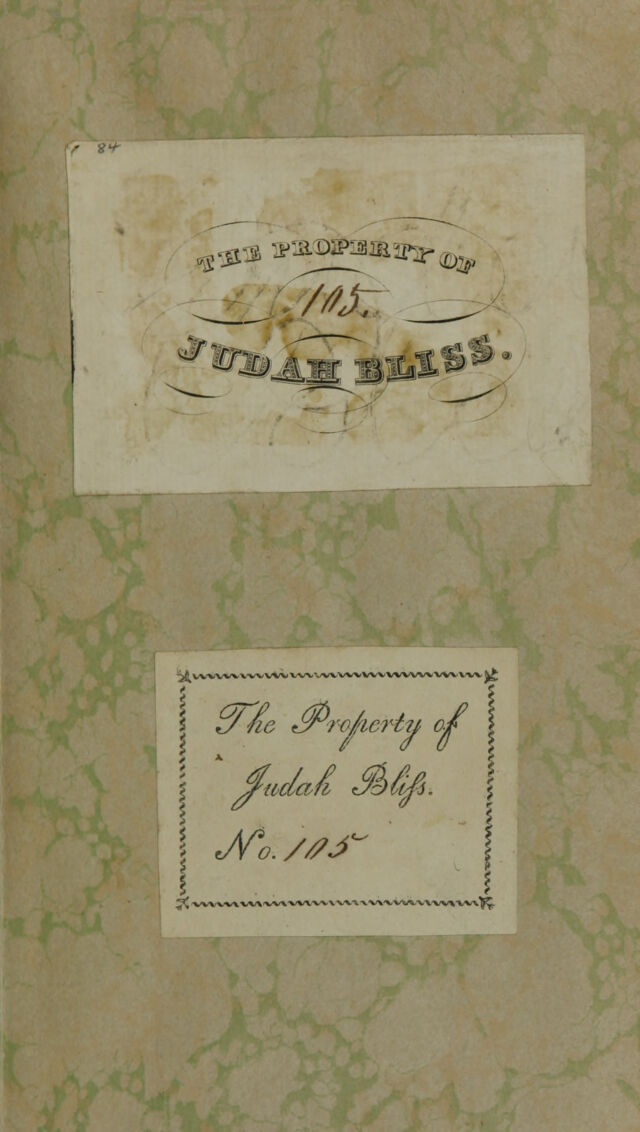 84
THE PROPERTY OF
105.
JUDAH BLISS.
The Property of
Judah Bliſs.
No. 105